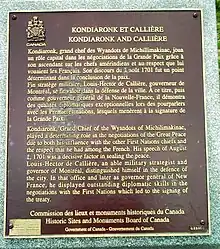 KONDIARONK ET CALLIÈRE
KONDIARONK AND CALLIÈRE
CANADA
Kondiaronk, grand chef des Wyandots de Michillimakinac, joua
un rôle capital dans les négociations de la Grande Paix grâce à
son ascendant sur les chefs amérindiens et au respect que lui
vouaient les Français. Son discours du 1 août 1701 fut un point
déterminant dans la conclusion de la paix.
Fin stratège militaire, Louis-Hector de Callière, gouverneur de
Montréal, se distingua dans la défense de la ville. À ce titre, puis
comme gouverneur général de la Nouvelle-France, il démontra
des qualités diplomatiques exceptionnelles lors des pourparlers
avec les Premières nations, lesquels menèrent à la signature de
la Grande Paix.
Kondiaronk, Grand Chief of the Wyandots of Michillimakinac,
played a decisive role in the negotiations of the Great Peace
due to both his influence with the other First Nations chiefs and
the respect that he had among the French. His speech of August
1, 1701 was a decisive factor in sealing the peace.
Louis-Hector de Callière, an able military strategist and
governor of Montréal, distinguished himself in the defence of
the city. In that office and later as governor general of New
France, he displayed outstanding diplomatic skills in the
negotiations with the First Nations which led to the signing of
the treaty.
Commission des lieux et monuments historiques du Canada
Historic Sites and Monuments Board of Canada
Government of Canada - Gouvernement du Canada